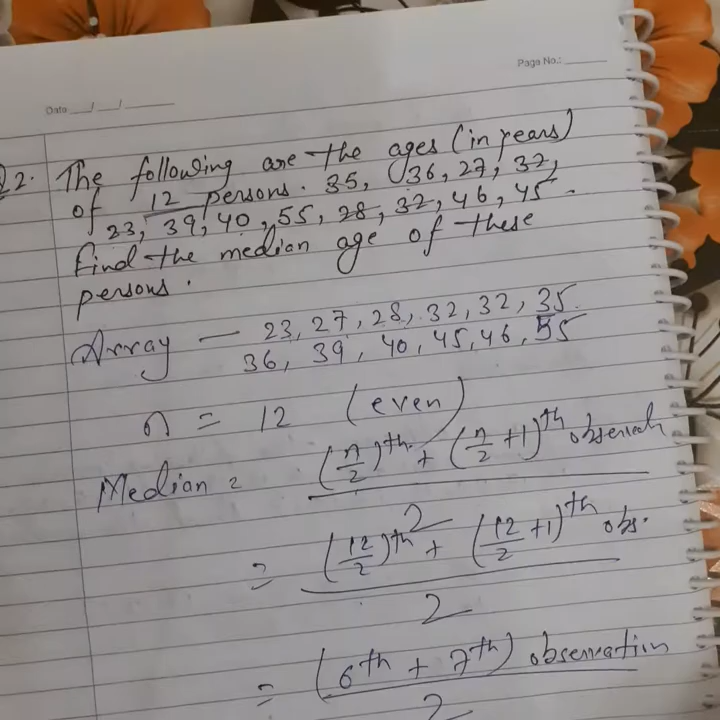 Page No.:
Date / /
Q2. The following are the ages (in years)
of 12 persons. 35, 36, 27, 32,
23, 39, 40, 55, 28, 32, 46, 45.
find the median age of these
persons.
Array — 23, 27, 28, 32, 32, 35
36, 39, 40, 45, 46, 55
n = 12 (even)
Median = (n/2)th + (n/2 + 1)th
2
= (12/2)th + (12/2 + 1)th obs.
2
= (6th + 7th) observation
2